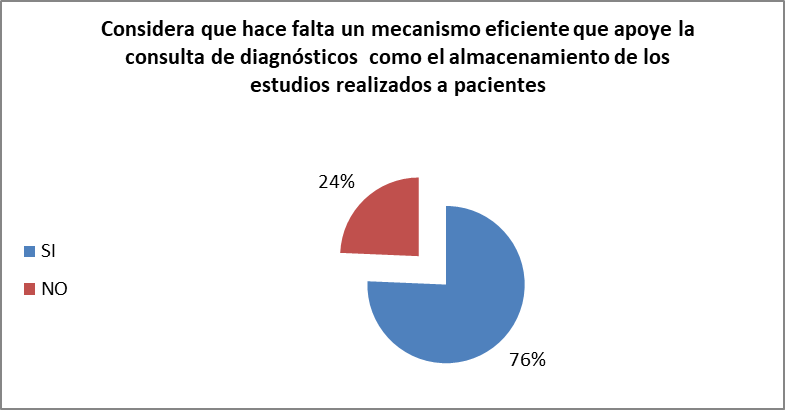 Considera que hace falta un mecanismo eficiente que apoye la
consulta de diagnósticos  como el almacenamiento de los
estudios realizados a pacientes
24%
SI
NO
76%